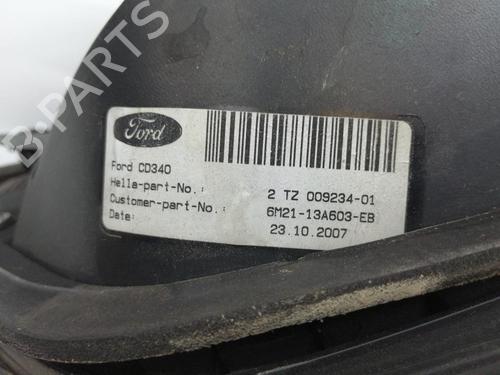 B-PARTS
Ford
Ford CD340
Hella-part-No.: 2 TZ 009234-01
Customer-part-No.: 6M21-13A603-EB
Date: 23.10.2007